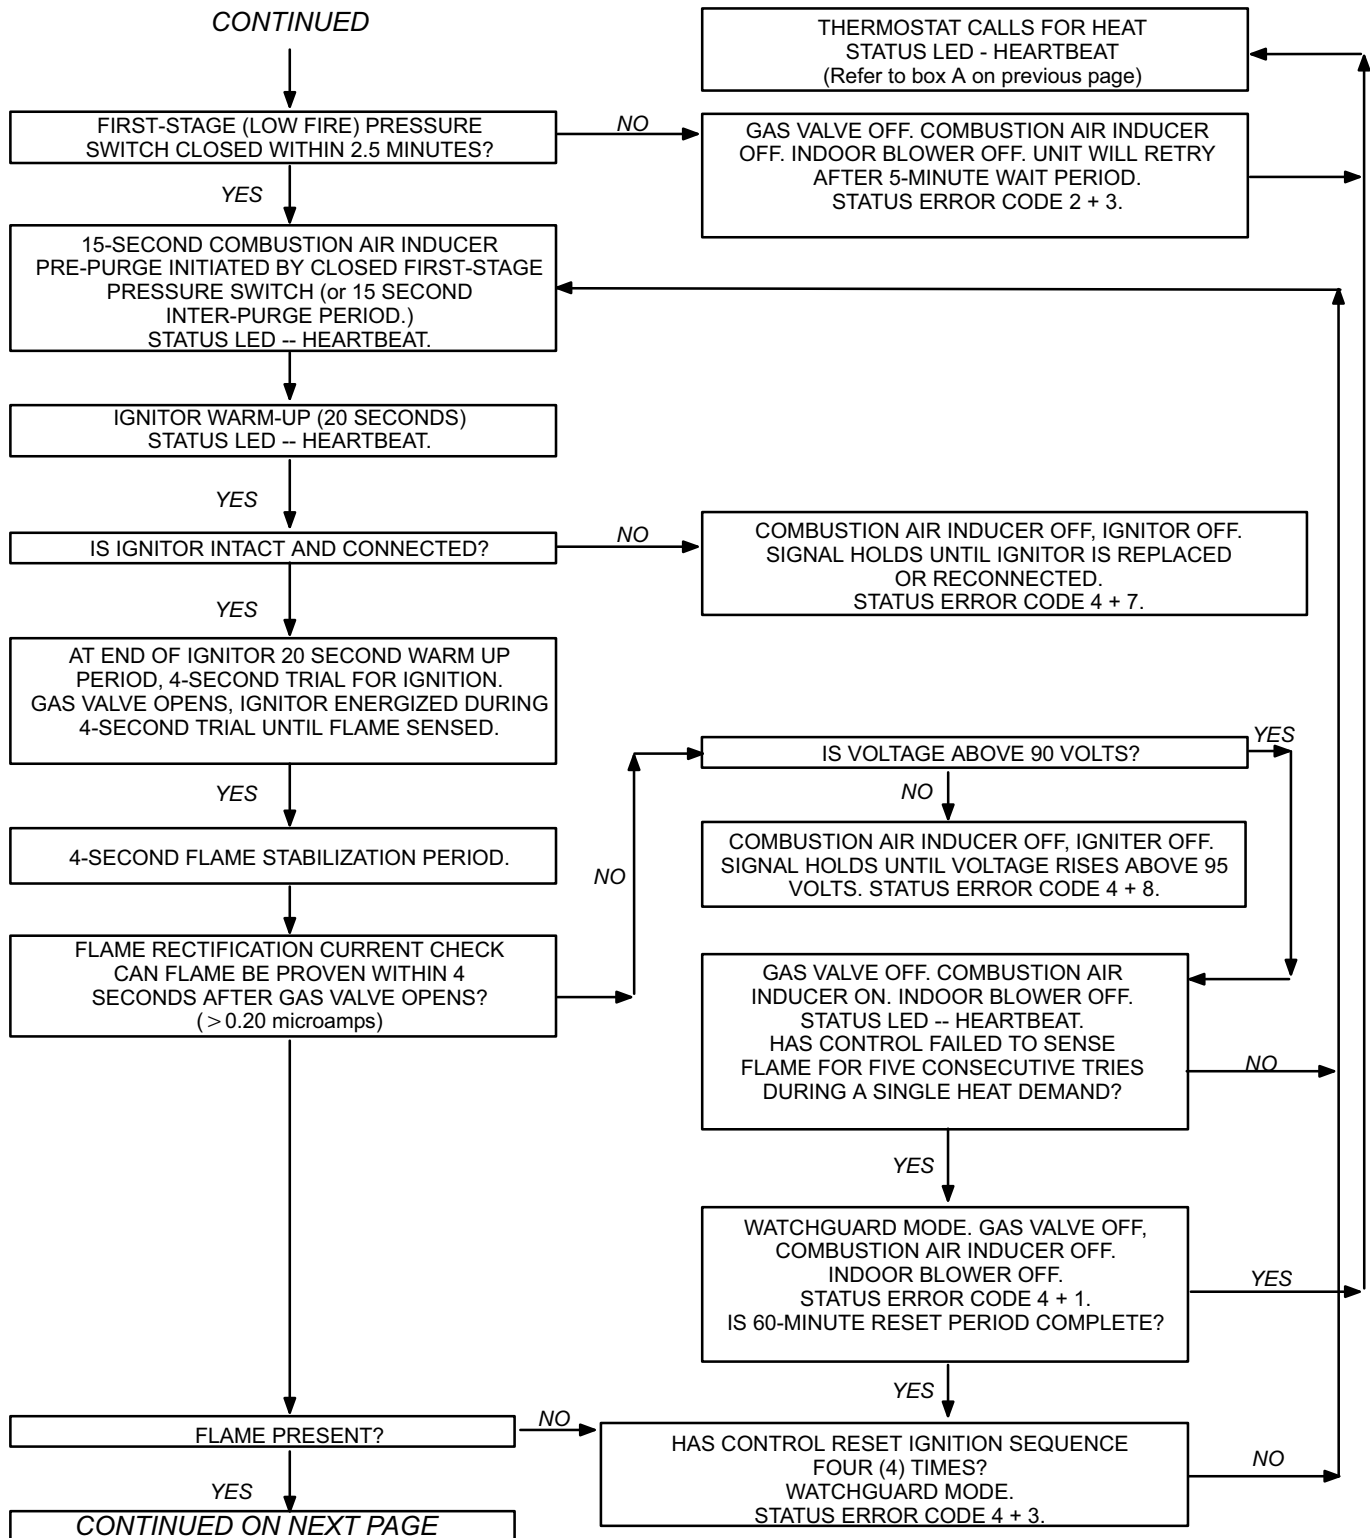 CONTINUED
THERMOSTAT CALLS FOR HEAT
STATUS LED - HEARTBEAT
(Refer to box A on previous page)
FIRST-STAGE (LOW FIRE) PRESSURE
SWITCH CLOSED WITHIN 2.5 MINUTES?
NO
GAS VALVE OFF. COMBUSTION AIR INDUCER
OFF. INDOOR BLOWER OFF. UNIT WILL RETRY
AFTER 5-MINUTE WAIT PERIOD.
STATUS ERROR CODE 2 + 3.
YES
15-SECOND COMBUSTION AIR INDUCER
PRE-PURGE INITIATED BY CLOSED FIRST-STAGE
PRESSURE SWITCH (or 15 SECOND
INTER-PURGE PERIOD.)
STATUS LED -- HEARTBEAT.
IGNITOR WARM-UP (20 SECONDS)
STATUS LED -- HEARTBEAT.
YES
IS IGNITOR INTACT AND CONNECTED?
NO
COMBUSTION AIR INDUCER OFF, IGNITOR OFF.
SIGNAL HOLDS UNTIL IGNITOR IS REPLACED
OR RECONNECTED.
STATUS ERROR CODE 4 + 7.
YES
AT END OF IGNITOR 20 SECOND WARM UP
PERIOD, 4-SECOND TRIAL FOR IGNITION.
GAS VALVE OPENS, IGNITOR ENERGIZED DURING
4-SECOND TRIAL UNTIL FLAME SENSED.
YES
4-SECOND FLAME STABILIZATION PERIOD.
FLAME RECTIFICATION CURRENT CHECK
CAN FLAME BE PROVEN WITHIN 4
SECONDS AFTER GAS VALVE OPENS?
(>0.20 microamps)
NO
IS VOLTAGE ABOVE 90 VOLTS?
YES
NO
COMBUSTION AIR INDUCER OFF, IGNITER OFF.
SIGNAL HOLDS UNTIL VOLTAGE RISES ABOVE 95
VOLTS. STATUS ERROR CODE 4 + 8.
GAS VALVE OFF. COMBUSTION AIR
INDUCER ON. INDOOR BLOWER OFF.
STATUS LED -- HEARTBEAT.
HAS CONTROL FAILED TO SENSE
FLAME FOR FIVE CONSECUTIVE TRIES
DURING A SINGLE HEAT DEMAND?
NO
YES
WATCHGUARD MODE. GAS VALVE OFF,
COMBUSTION AIR INDUCER OFF.
INDOOR BLOWER OFF.
STATUS ERROR CODE 4 + 1.
IS 60-MINUTE RESET PERIOD COMPLETE?
YES
YES
FLAME PRESENT?
NO
HAS CONTROL RESET IGNITION SEQUENCE
FOUR (4) TIMES?
WATCHGUARD MODE.
STATUS ERROR CODE 4 + 3.
NO
YES
CONTINUED ON NEXT PAGE